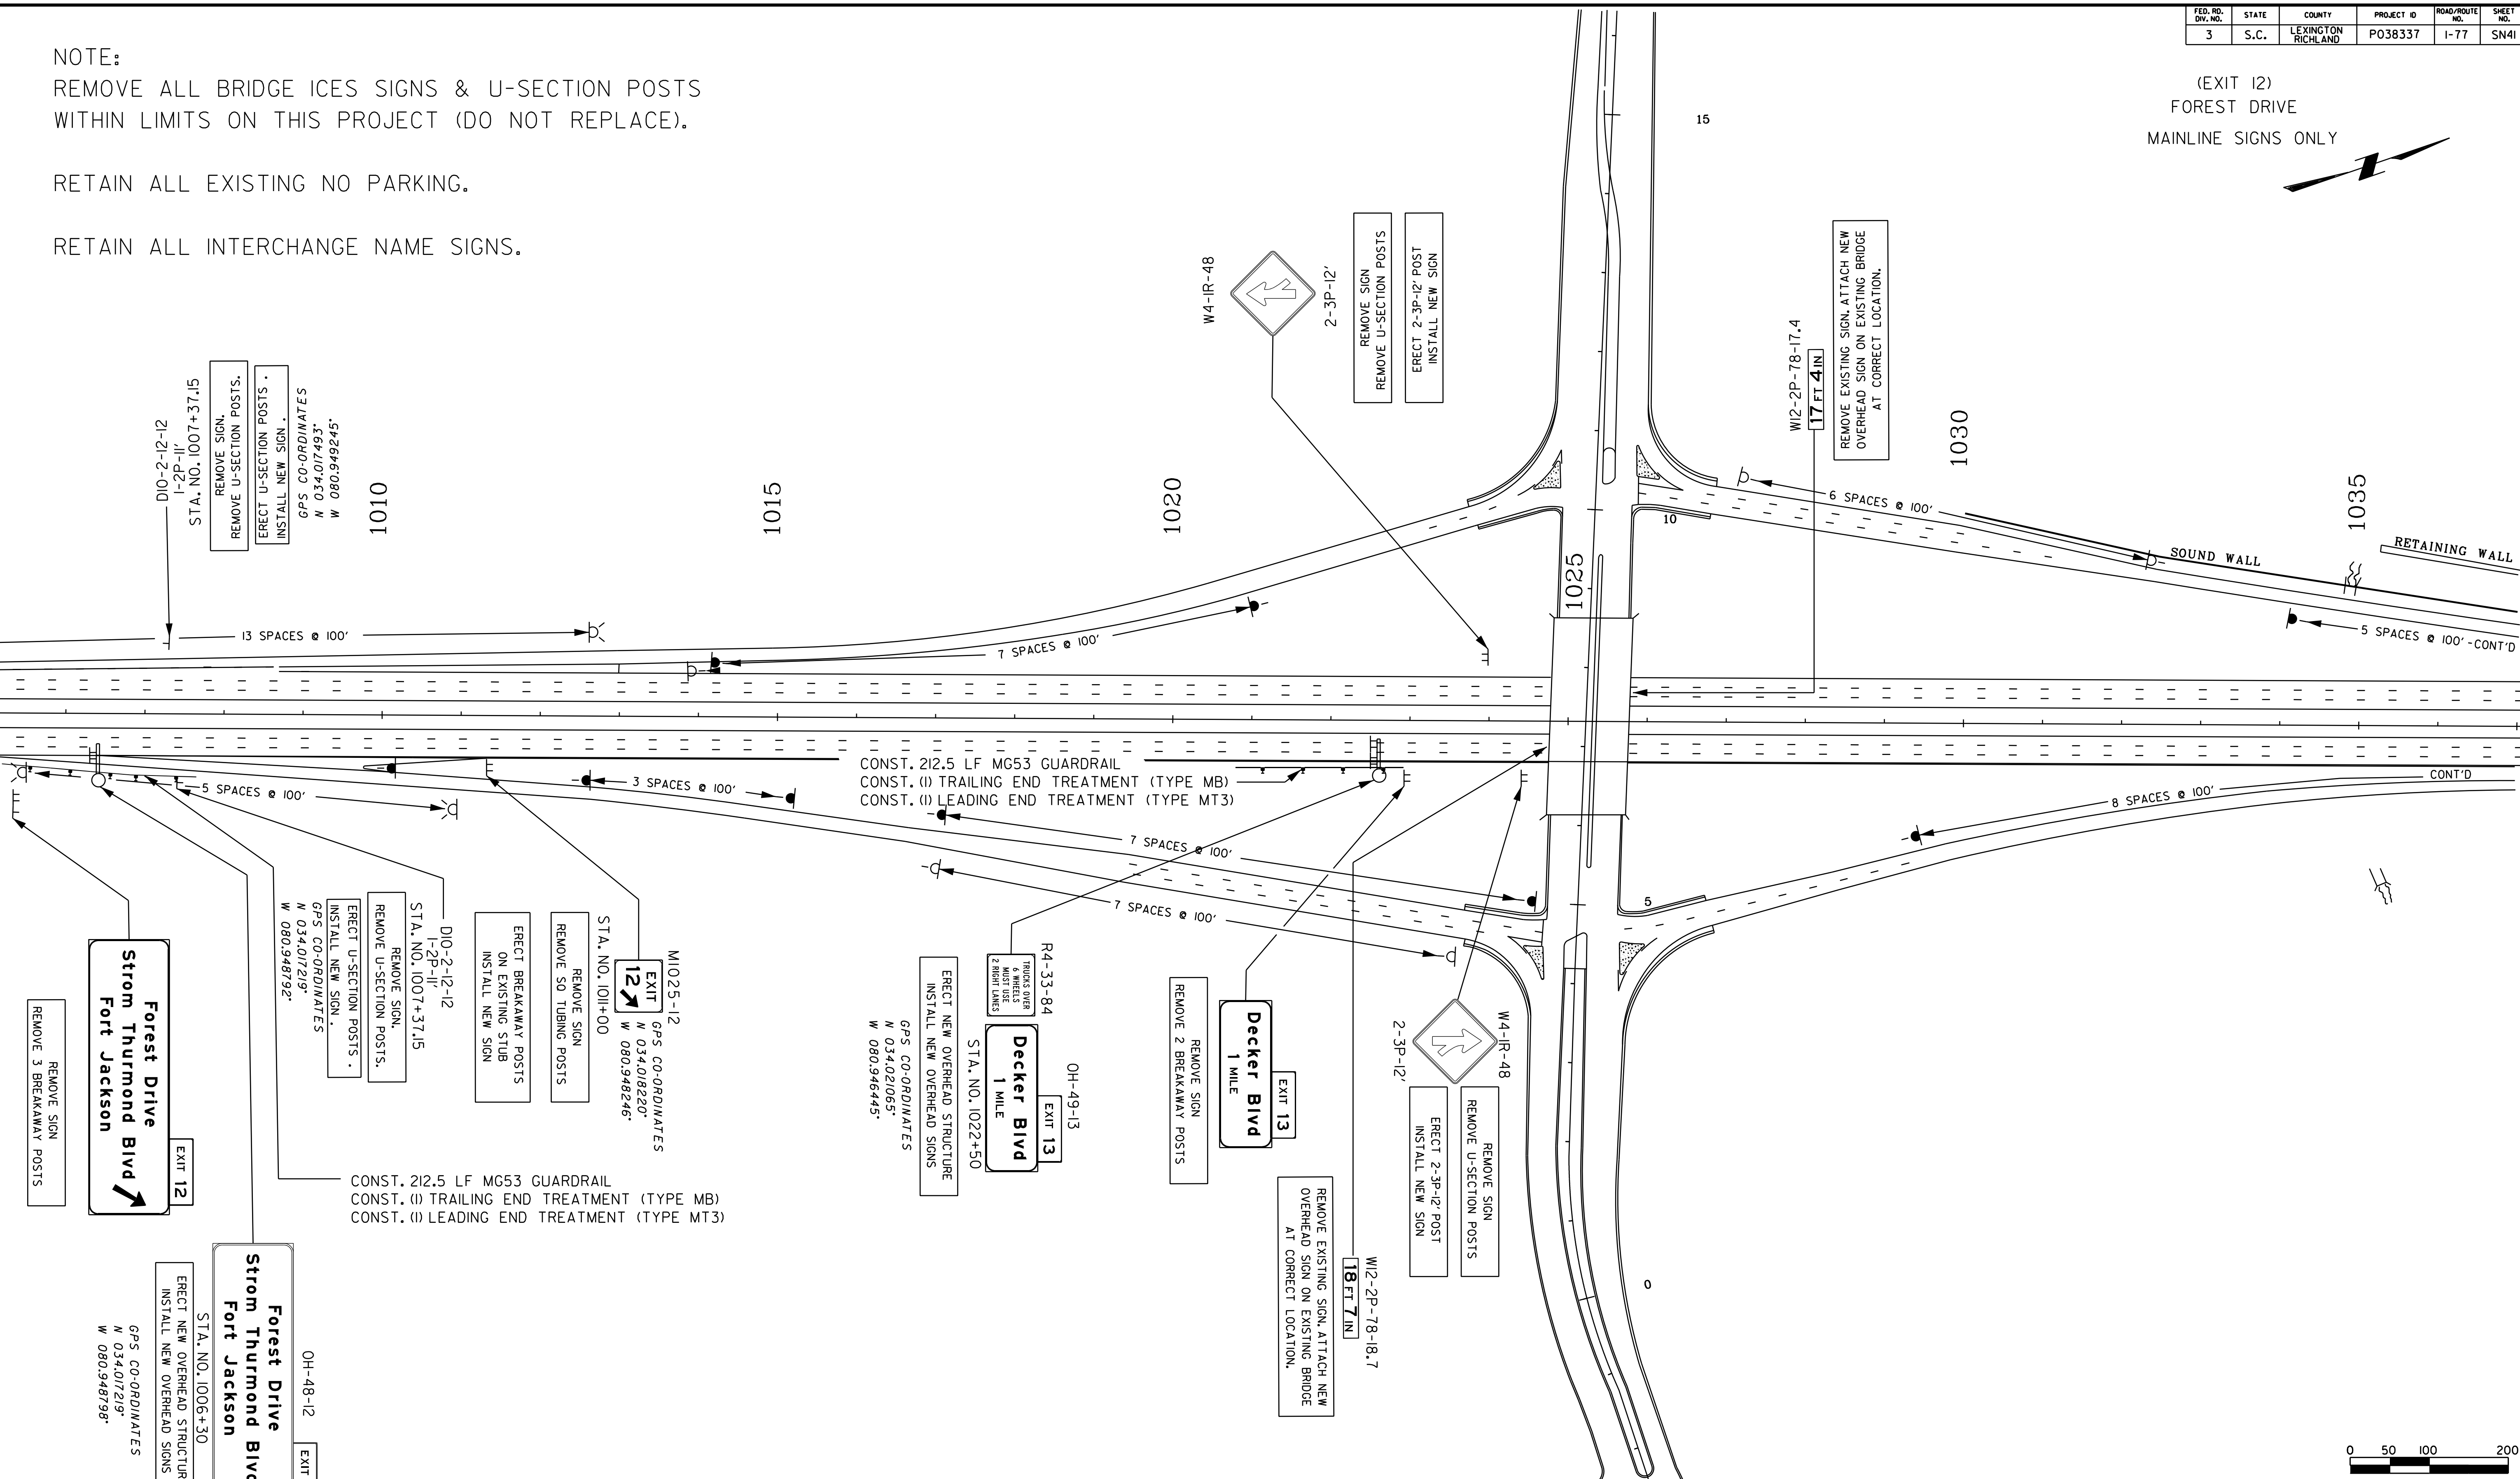 FED. RD. DIV. NO. STATE COUNTY PROJECT ID ROAD/ROUTE NO. SHEET NO.
3 S.C. LEXINGTON RICHLAND P038337 I-77 SN41
(EXIT 12)
FOREST DRIVE
MAINLINE SIGNS ONLY
NOTE:
REMOVE ALL BRIDGE ICES SIGNS & U-SECTION POSTS
WITHIN LIMITS ON THIS PROJECT (DO NOT REPLACE).
RETAIN ALL EXISTING NO PARKING.
RETAIN ALL INTERCHANGE NAME SIGNS.
15
W4-1R-48
2-3P-12'
REMOVE SIGN
REMOVE U-SECTION POSTS
ERECT 2-3P-12' POST
INSTALL NEW SIGN
W12-2P-78-17.4
17 FT 4 IN
REMOVE EXISTING SIGN. ATTACH NEW
OVERHEAD SIGN ON EXISTING BRIDGE
AT CORRECT LOCATION.
D10-2-12-12
1-2P-11'
STA. NO. 1007+37.15
REMOVE SIGN.
REMOVE U-SECTION POSTS.
ERECT U-SECTION POSTS .
INSTALL NEW SIGN .
GPS CO-ORDINATES
N 034.017493°
W 080.949245°
1010
1015
1020
1025
1030
1035
10
6 SPACES @ 100'
SOUND WALL
RETAINING WALL
5 SPACES @ 100' -CONT'D
13 SPACES @ 100'
7 SPACES @ 100'
CONST. 212.5 LF MG53 GUARDRAIL
CONST. (1) TRAILING END TREATMENT (TYPE MB)
CONST. (1) LEADING END TREATMENT (TYPE MT3)
5 SPACES @ 100'
3 SPACES @ 100'
7 SPACES @ 100'
7 SPACES @ 100'
8 SPACES @ 100'
CONT'D
5
0
EXIT 12
Forest Drive
Strom Thurmond Blvd
Fort Jackson
REMOVE SIGN
REMOVE 3 BREAKAWAY POSTS
D10-2-12-12
1-2P-11'
STA. NO. 1007+37.15
REMOVE SIGN.
REMOVE U-SECTION POSTS.
ERECT U-SECTION POSTS .
INSTALL NEW SIGN .
GPS CO-ORDINATES
N 034.017219°
W 080.948792°
M1025-12
EXIT
12
GPS CO-ORDINATES
N 034.018220°
W 080.948246°
STA. NO. 1011+00
REMOVE SIGN
REMOVE SQ TUBING POSTS
ERECT BREAKAWAY POSTS
ON EXISTING STUB
INSTALL NEW SIGN
CONST. 212.5 LF MG53 GUARDRAIL
CONST. (1) TRAILING END TREATMENT (TYPE MB)
CONST. (1) LEADING END TREATMENT (TYPE MT3)
OH-48-12
EXIT
Forest Drive
Strom Thurmond Blvd
Fort Jackson
STA. NO. 1006+30
ERECT NEW OVERHEAD STRUCTUR
INSTALL NEW OVERHEAD SIGNS
GPS CO-ORDINATES
N 034.017219°
W 080.948798°
R4-33-84
TRUCKS OVER
6 WHEELS
MUST USE
2 RIGHT LANES
OH-49-13
EXIT 13
Decker Blvd
1 MILE
STA. NO. 1022+50
ERECT NEW OVERHEAD STRUCTURE
INSTALL NEW OVERHEAD SIGNS
GPS CO-ORDINATES
N 034.021065°
W 080.946445°
EXIT 13
Decker Blvd
1 MILE
REMOVE SIGN
REMOVE 2 BREAKAWAY POSTS
W4-1R-48
2-3P-12'
REMOVE SIGN
REMOVE U-SECTION POSTS
ERECT 2-3P-12' POST
INSTALL NEW SIGN
W12-2P-78-18.7
18 FT 7 IN
REMOVE EXISTING SIGN. ATTACH NEW
OVERHEAD SIGN ON EXISTING BRIDGE
AT CORRECT LOCATION.
0 50 100 200